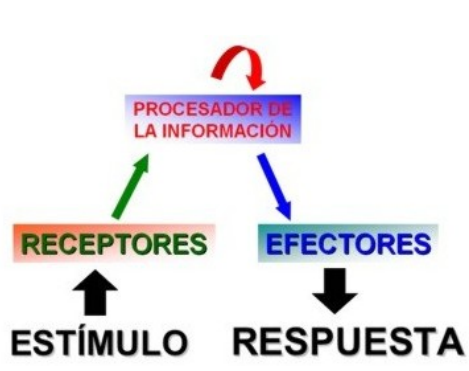 PROCESADOR DE
LA INFORMACIÓN
RECEPTORES
EFECTORES
ESTÍMULO
RESPUESTA